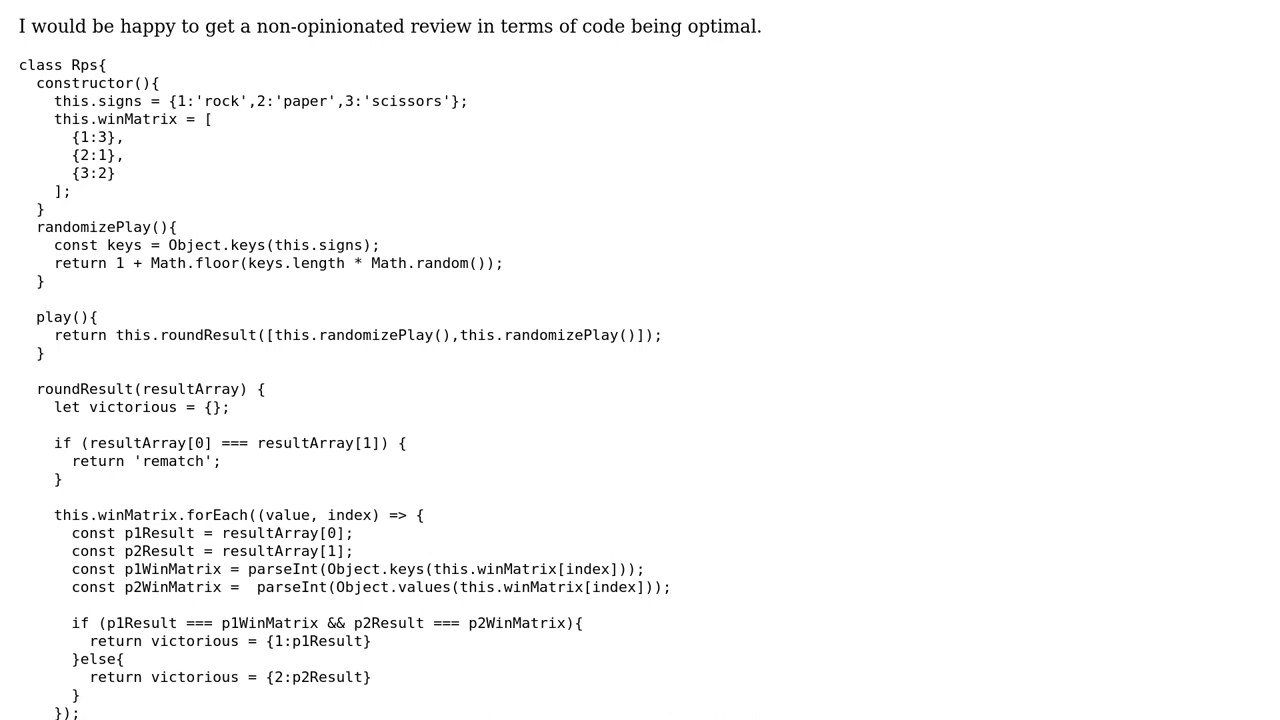 I would be happy to get a non-opinionated review in terms of code being optimal.
class Rps{
  constructor(){
    this.signs = {1:'rock',2:'paper',3:'scissors'};
    this.winMatrix = [
      {1:3},
      {2:1},
      {3:2}
    ];
  }
  randomizePlay(){
    const keys = Object.keys(this.signs);
    return 1 + Math.floor(keys.length * Math.random());
  }

  play(){
    return this.roundResult([this.randomizePlay(),this.randomizePlay()]);
  }

  roundResult(resultArray) {
    let victorious = {};

    if (resultArray[0] === resultArray[1]) {
      return 'rematch';
    }

    this.winMatrix.forEach((value, index) => {
      const p1Result = resultArray[0];
      const p2Result = resultArray[1];
      const p1WinMatrix = parseInt(Object.keys(this.winMatrix[index]));
      const p2WinMatrix =  parseInt(Object.values(this.winMatrix[index]));

      if (p1Result === p1WinMatrix && p2Result === p2WinMatrix){
        return victorious = {1:p1Result}
      }else{
        return victorious = {2:p2Result}
      }
    });